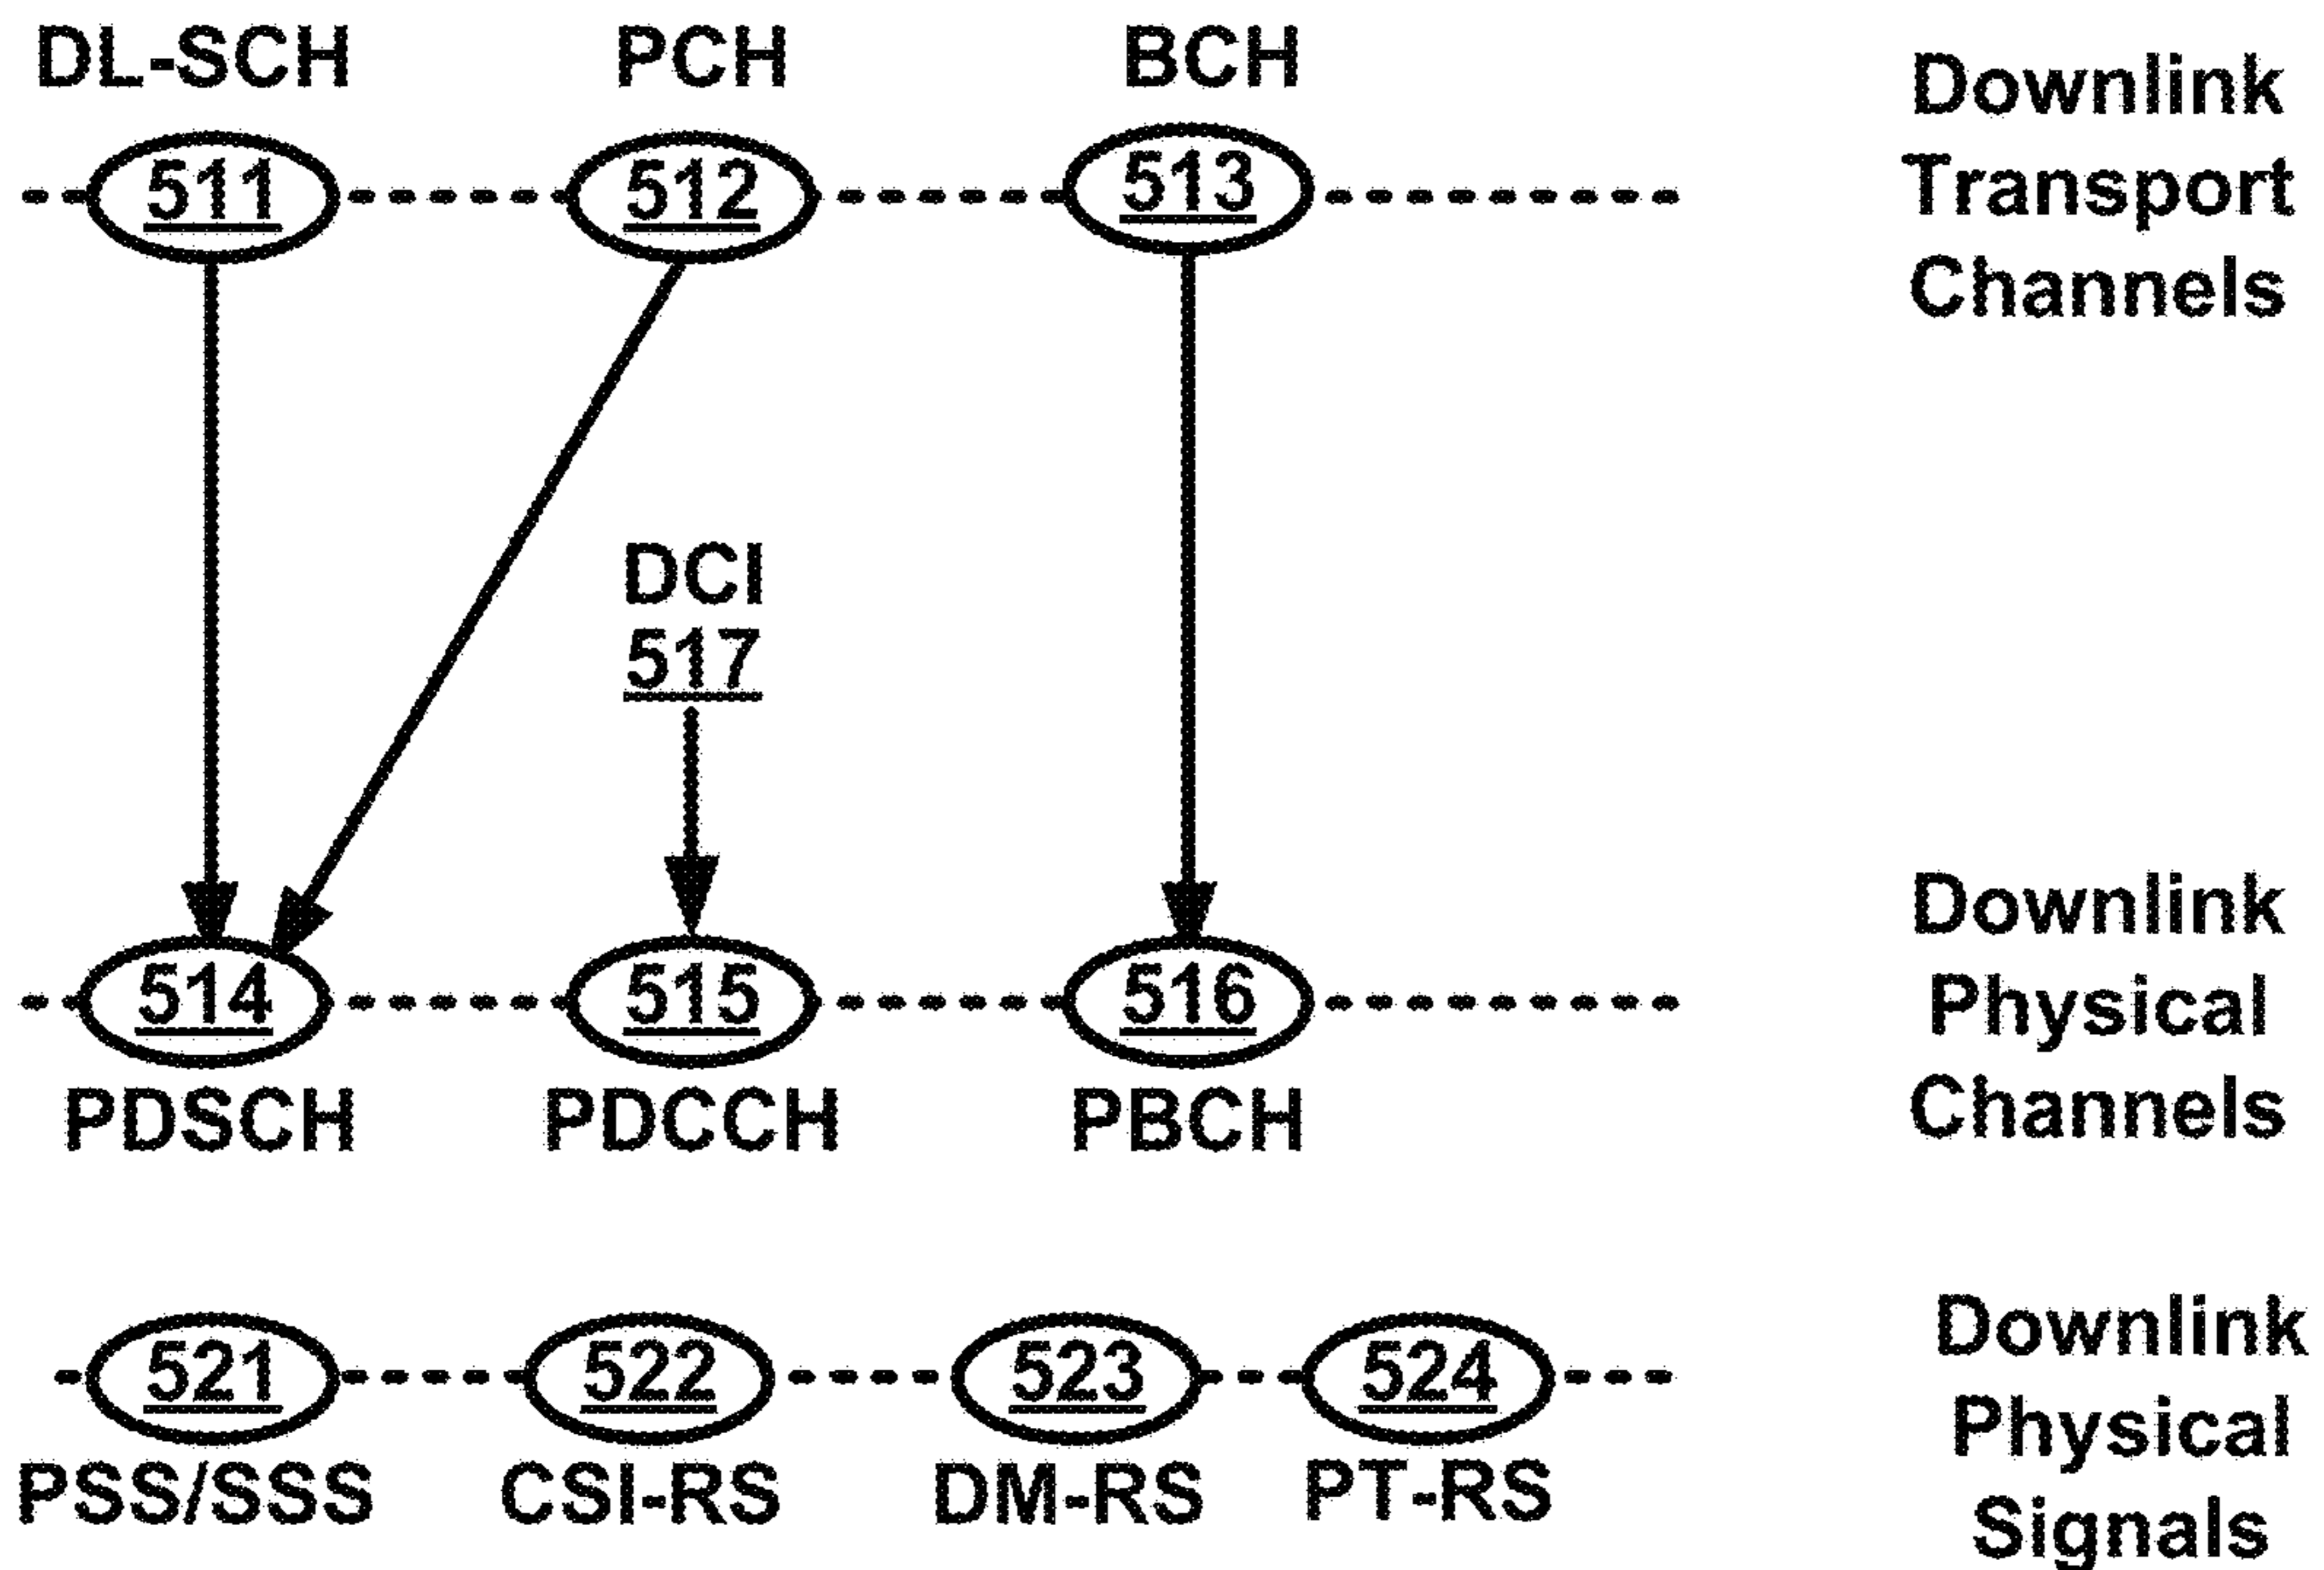 DL-SCH PCH BCH
511 512 513
Downlink
Transport
Channels
DCI
517
514 515 516
PDSCH PDCCH PBCH
Downlink
Physical
Channels
521 522 523 524
PSS/SSS CSI-RS DM-RS PT-RS
Downlink
Physical
Signals